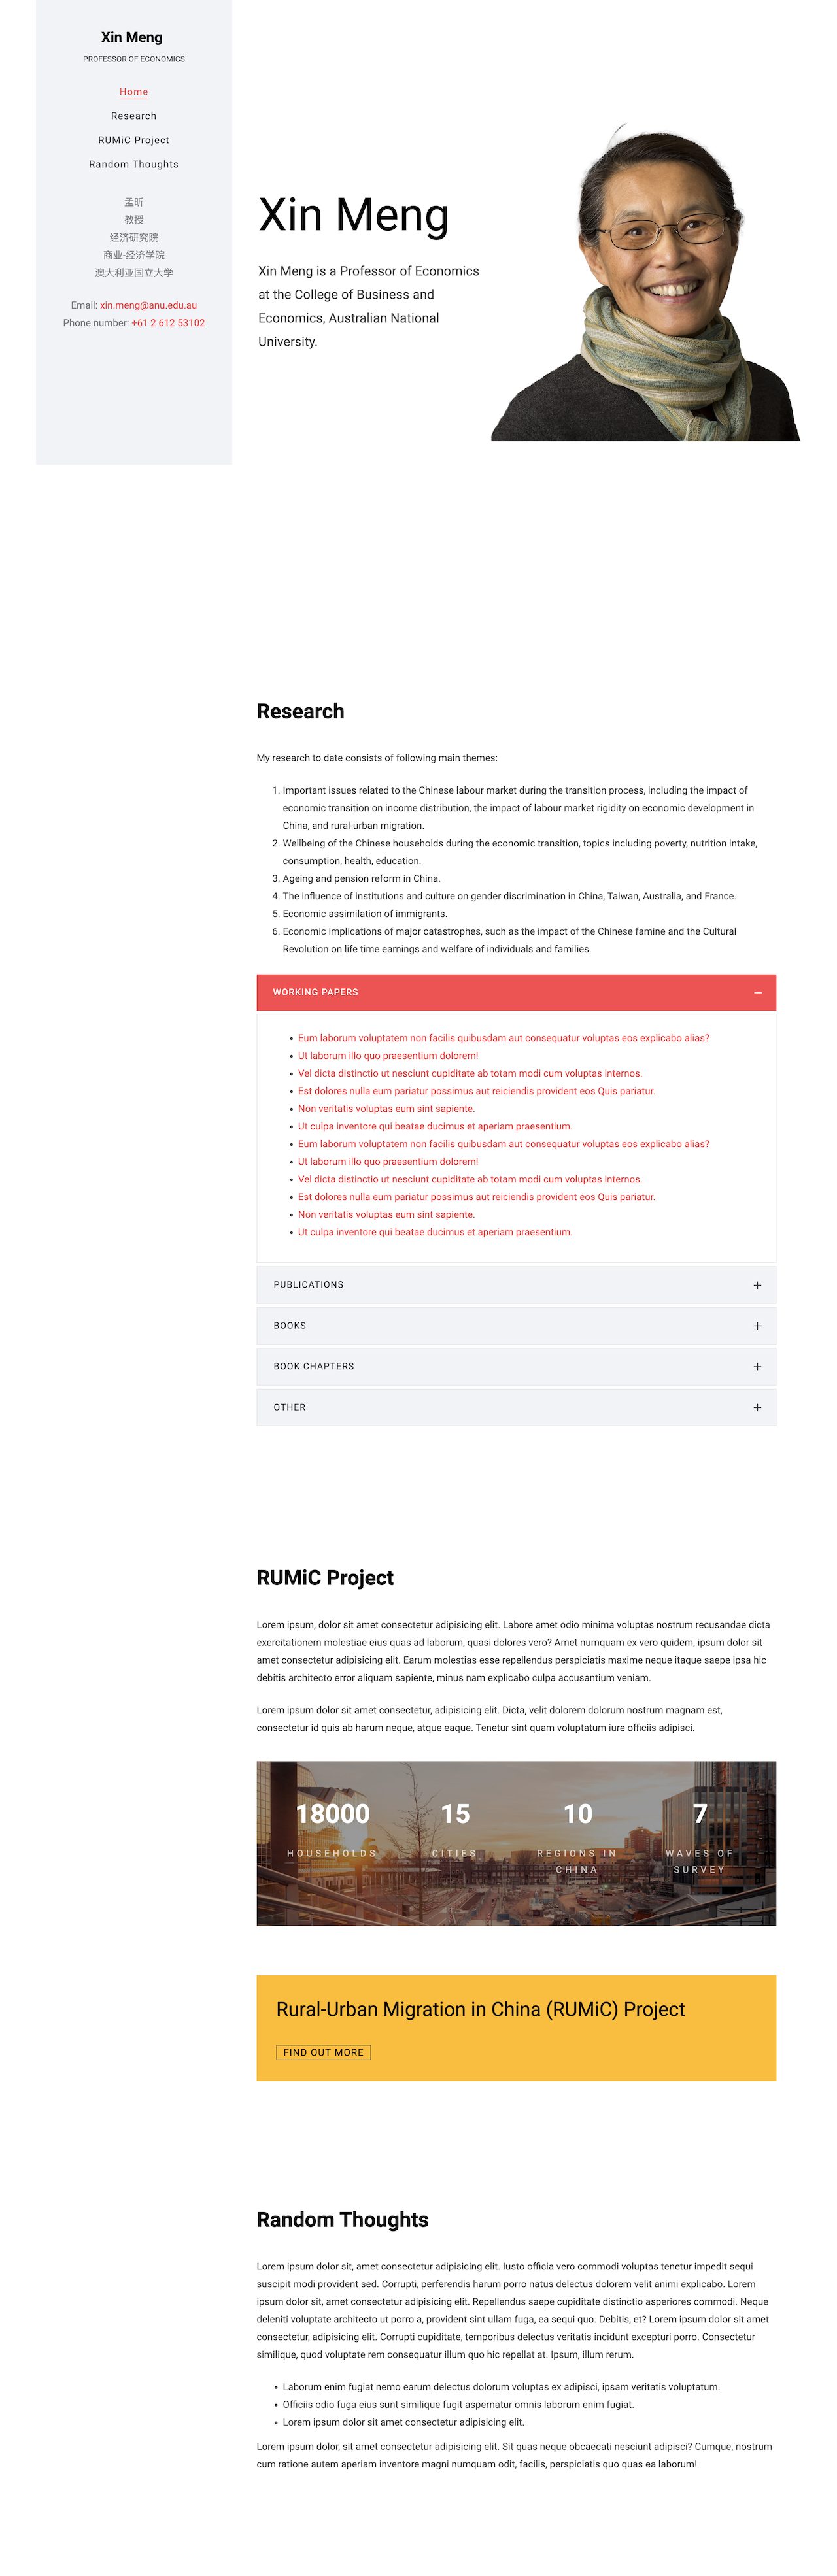 Xin Meng
PROFESSOR OF ECONOMICS
Home
Research
RUMiC Project
Random Thoughts
孟昕
教授
经济研究院
商业-经济学院
澳大利亚国立大学
Email: xin.meng@anu.edu.au
Phone number: +61 2 612 53102
Xin Meng
Xin Meng is a Professor of Economics
at the College of Business and
Economics, Australian National
University.
Research
My research to date consists of following main themes:
1. Important issues related to the Chinese labour market during the transition process, including the impact of
economic transition on income distribution, the impact of labour market rigidity on economic development in
China, and rural-urban migration.
2. Wellbeing of the Chinese households during the economic transition, topics including poverty, nutrition intake,
consumption, health, education.
3. Ageing and pension reform in China.
4. The influence of institutions and culture on gender discrimination in China, Taiwan, Australia, and France.
5. Economic assimilation of immigrants.
6. Economic implications of major catastrophes, such as the impact of the Chinese famine and the Cultural
Revolution on life time earnings and welfare of individuals and families.
WORKING PAPERS
• Eum laborum voluptatem non facilis quibusdam aut consequatur voluptas eos explicabo alias?
• Ut laborum illo quo praesentium dolorem!
• Vel dicta distinctio ut nesciunt cupiditate ab totam modi cum voluptas internos.
• Est dolores nulla eum pariatur possimus aut reiciendis provident eos Quis pariatur.
• Non veritatis voluptas eum sint sapiente.
• Ut culpa inventore qui beatae ducimus et aperiam praesentium.
• Eum laborum voluptatem non facilis quibusdam aut consequatur voluptas eos explicabo alias?
• Ut laborum illo quo praesentium dolorem!
• Vel dicta distinctio ut nesciunt cupiditate ab totam modi cum voluptas internos.
• Est dolores nulla eum pariatur possimus aut reiciendis provident eos Quis pariatur.
• Non veritatis voluptas eum sint sapiente.
• Ut culpa inventore qui beatae ducimus et aperiam praesentium.
PUBLICATIONS
BOOKS
BOOK CHAPTERS
OTHER
RUMiC Project
Lorem ipsum, dolor sit amet consectetur adipisicing elit. Labore amet odio minima voluptas nostrum recusandae dicta
exercitationem molestiae eius quas ad laborum, quasi dolores vero? Amet numquam ex vero quidem, ipsum dolor sit
amet consectetur adipisicing elit. Earum molestias esse repellendus perspiciatis maxime neque itaque saepe ipsa hic
debitis architecto error aliquam sapiente, minus nam explicabo culpa accusantium veniam.
Lorem ipsum dolor sit amet consectetur, adipisicing elit. Dicta, velit dolorem dolorum nostrum magnam est,
consectetur id quis ab harum neque, atque eaque. Tenetur sint quam voluptatum iure officiis adipisci.
18000
HOUSEHOLDS
15
CITIES
10
REGIONS IN
CHINA
7
WAVES OF
SURVEY
Rural-Urban Migration in China (RUMiC) Project
FIND OUT MORE
Random Thoughts
Lorem ipsum dolor sit, amet consectetur adipisicing elit. Iusto officia vero commodi voluptas tenetur impedit sequi
suscipit modi provident sed. Corrupti, perferendis harum porro natus delectus dolorem velit animi explicabo. Lorem
ipsum dolor sit, amet consectetur adipisicing elit. Repellendus saepe cupiditate distinctio asperiores commodi. Neque
deleniti voluptate architecto ut porro a, provident sint ullam fuga, ea sequi quo. Debitis, et? Lorem ipsum dolor sit amet
consectetur, adipisicing elit. Corrupti cupiditate, temporibus delectus veritatis incidunt excepturi porro. Consectetur
similique, quod voluptate rem consequatur illum quo hic repellat at. Ipsum, illum rerum.
• Laborum enim fugiat nemo earum delectus dolorum voluptas ex adipisci, ipsam veritatis voluptatum.
• Officiis odio fuga eius sunt similique fugit aspernatur omnis laborum enim fugiat.
• Lorem ipsum dolor sit amet consectetur adipisicing elit.
Lorem ipsum dolor, sit amet consectetur adipisicing elit. Sit quas neque obcaecati nesciunt adipisci? Cumque, nostrum
cum ratione autem aperiam inventore magni numquam odit, facilis, perspiciatis quo quas ea laborum!